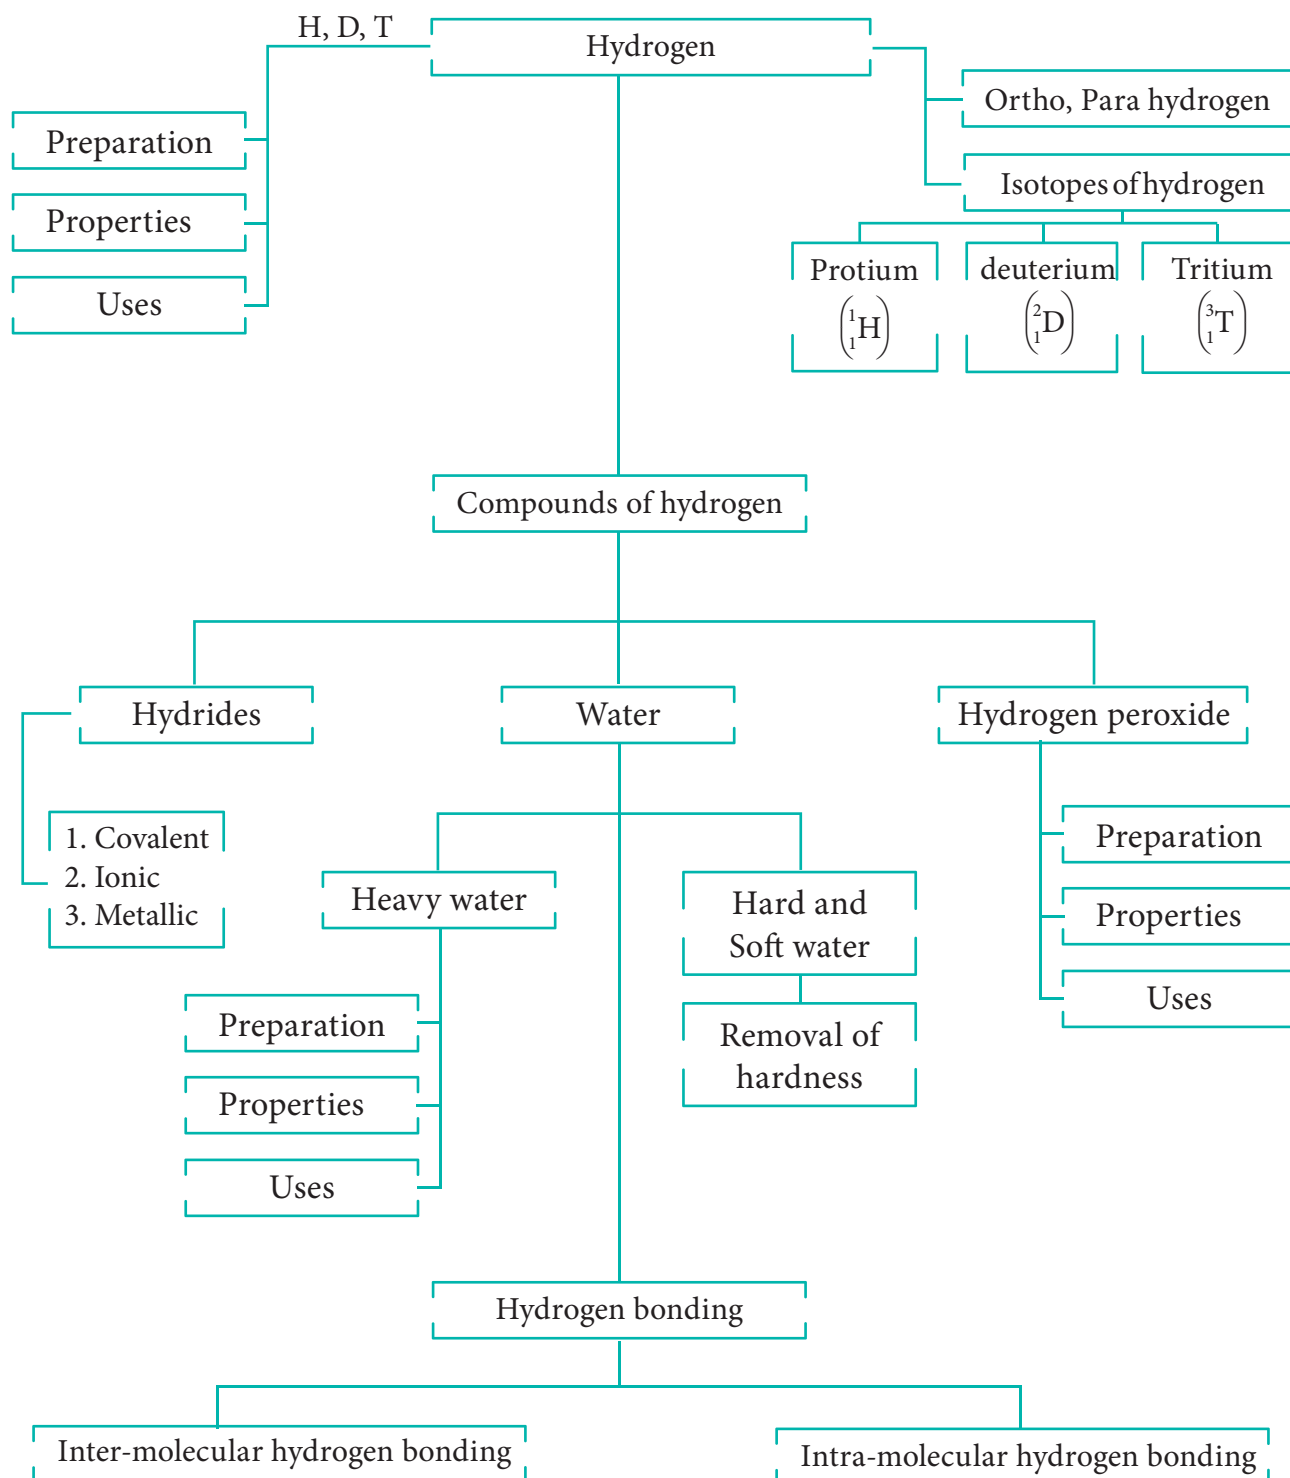 H, D, T
Hydrogen
Preparation
Properties
Uses
Ortho, Para hydrogen
Isotopes of hydrogen
Protium
(¹₁H)
deuterium
(²₁D)
Tritium
(³₁T)
Compounds of hydrogen
Hydrides
1. Covalent
2. Ionic
3. Metallic
Water
Heavy water
Preparation
Properties
Uses
Hard and
Soft water
Removal of
hardness
Hydrogen peroxide
Preparation
Properties
Uses
Hydrogen bonding
Inter-molecular hydrogen bonding
Intra-molecular hydrogen bonding